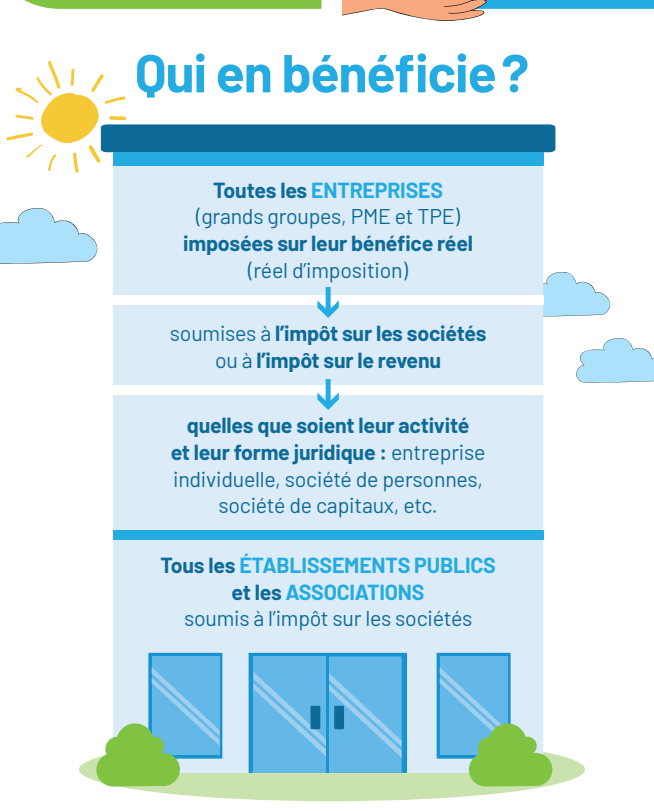 Qui en bénéficie ?
Toutes les ENTREPRISES
(grands groupes, PME et TPE)
imposées sur leur bénéfice réel
(réel d'imposition)
soumises à l'impôt sur les sociétés
ou à l'impôt sur le revenu
quelles que soient leur activité
et leur forme juridique : entreprise
individuelle, société de personnes,
société de capitaux, etc.
Tous les ÉTABLISSEMENTS PUBLICS
et les ASSOCIATIONS
soumis à l'impôt sur les sociétés